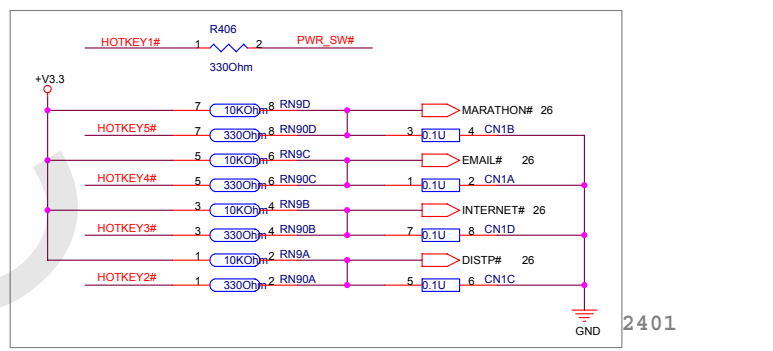 R406
HOTKEY1# 1 2 PWR_SW#
330Ohm
+V3.3
7 10KOhm 8 RN9D MARATHON# 26
HOTKEY5# 7 330Ohm 8 RN90D 3 0.1U 4 CN1B
5 10KOhm 6 RN9C EMAIL# 26
HOTKEY4# 5 330Ohm 6 RN90C 1 0.1U 2 CN1A
3 10KOhm 4 RN9B INTERNET# 26
HOTKEY3# 3 330Ohm 4 RN90B 7 0.1U 8 CN1D
1 10KOhm 2 RN9A DISTP# 26
HOTKEY2# 1 330Ohm 2 RN90A 5 0.1U 6 CN1C
GND
2401